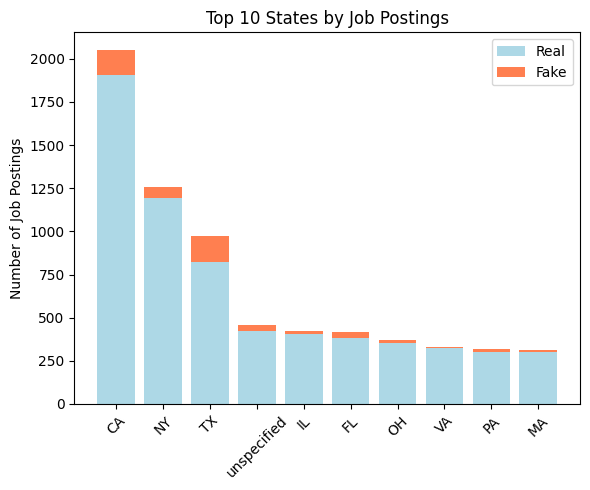 Top 10 States by Job Postings
Real
Fake
Number of Job Postings
2000
1750
1500
1250
1000
750
500
250
0
CA
NY
TX
unspecified
IL
FL
OH
VA
PA
MA